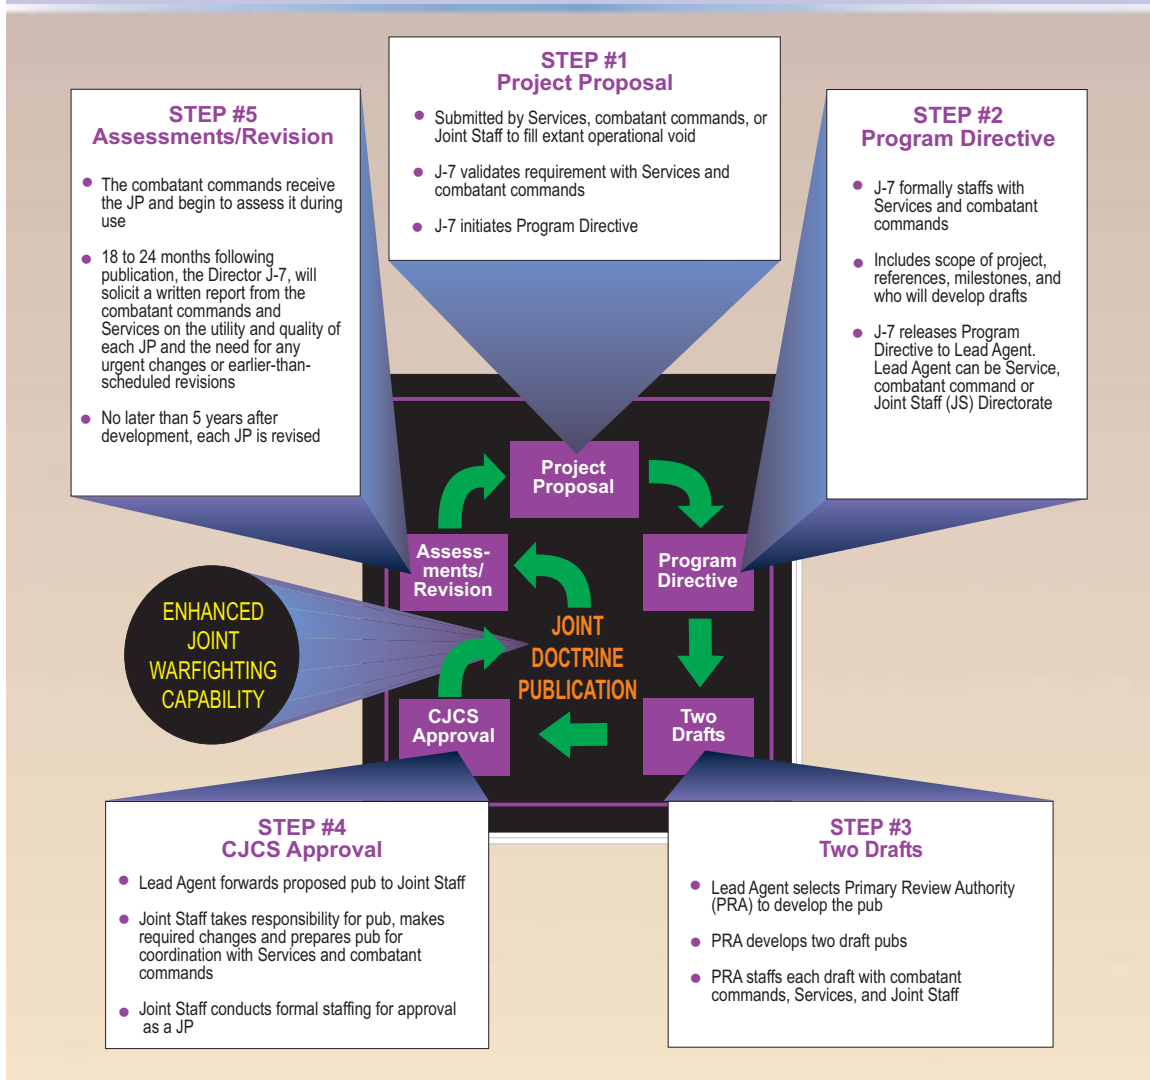 STEP #1
Project Proposal
Submitted by Services, combatant commands, or
Joint Staff to fill extant operational void
J-7 validates requirement with Services and
combatant commands
J-7 initiates Program Directive
STEP #2
Program Directive
J-7 formally staffs with
Services and combatant
commands
Includes scope of project,
references, milestones, and
who will develop drafts
J-7 releases Program
Directive to Lead Agent.
Lead Agent can be Service,
combatant command or
Joint Staff (JS) Directorate
STEP #5
Assessments/Revision
The combatant commands receive
the JP and begin to assess it during
use
18 to 24 months following
publication, the Director J-7, will
solicit a written report from the
combatant commands and
Services on the utility and quality of
each JP and the need for any
urgent changes or earlier-than-
scheduled revisions
No later than 5 years after
development, each JP is revised
Project
Proposal
Assess-
ments/
Revision
Program
Directive
ENHANCED
JOINT
WARFIGHTING
CAPABILITY
JOINT
DOCTRINE
PUBLICATION
CJCS
Approval
Two
Drafts
STEP #4
CJCS Approval
Lead Agent forwards proposed pub to Joint Staff
Joint Staff takes responsibility for pub, makes
required changes and prepares pub for
coordination with Services and combatant
commands
Joint Staff conducts formal staffing for approval
as a JP
STEP #3
Two Drafts
Lead Agent selects Primary Review Authority
(PRA) to develop the pub
PRA develops two draft pubs
PRA staffs each draft with combatant
commands, Services, and Joint Staff